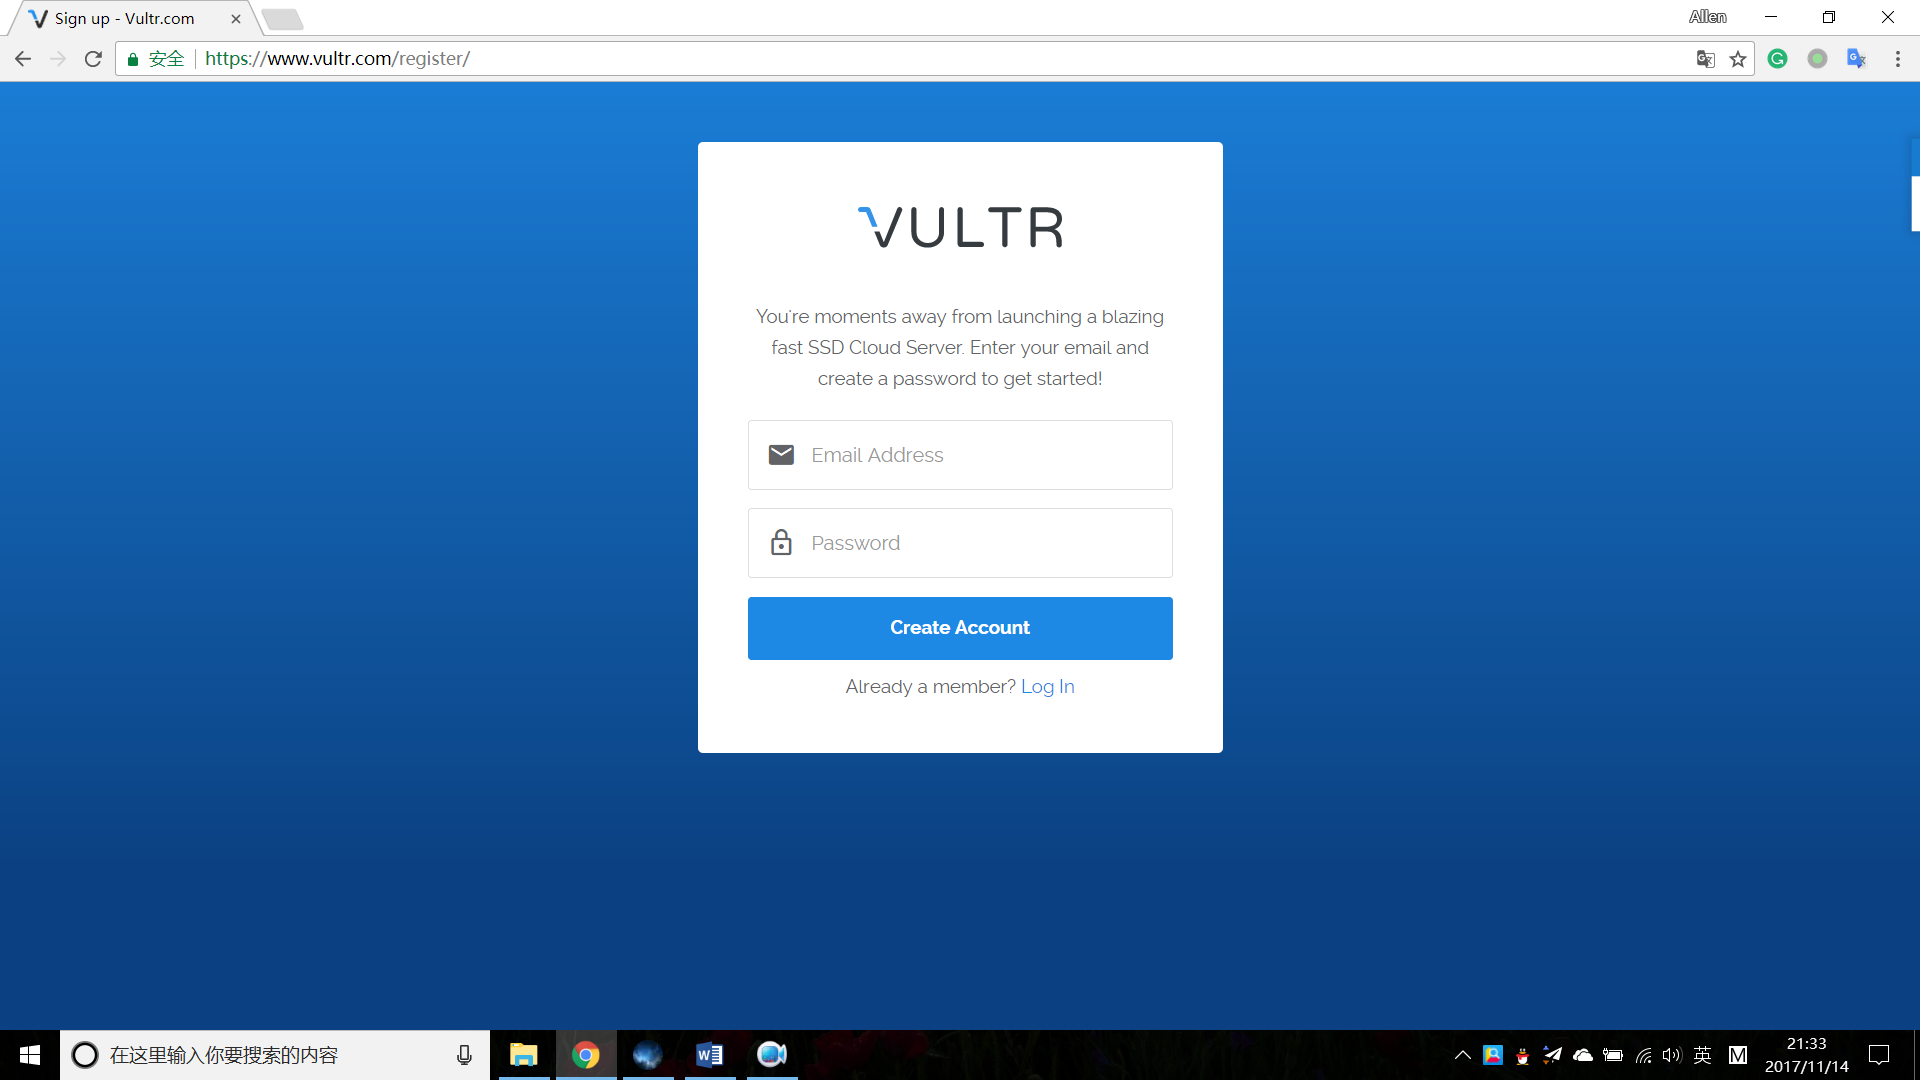 Sign up - Vultr.com
Allen
安全 https://www.vultr.com/register/
VULTR
You're moments away from launching a blazing
fast SSD Cloud Server. Enter your email and
create a password to get started!
Email Address
Password
Create Account
Already a member? Log In
在这里输入你要搜索的内容
英
M
21:33
2017/11/14